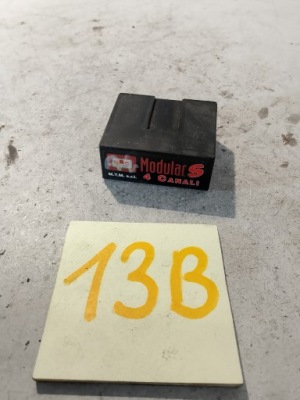 Modular S
M.T.M. s.r.l. 4 CANALI
13B